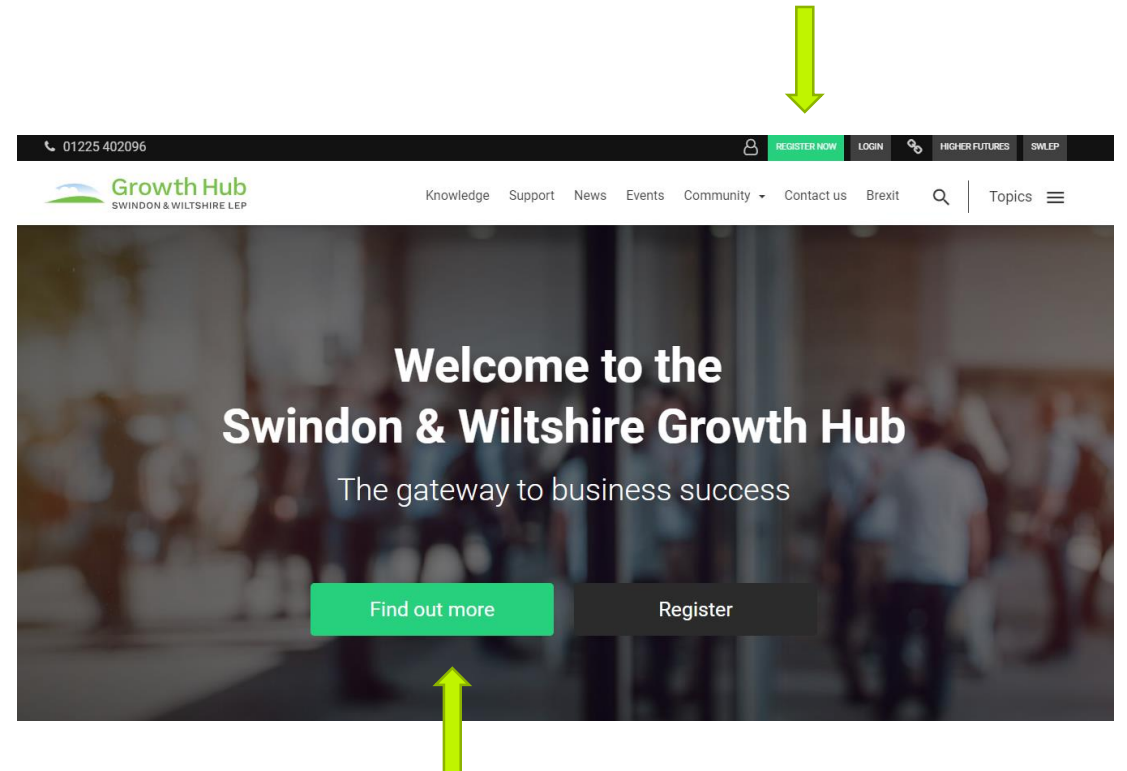 01225 402096
REGISTER NOW LOGIN HIGHER FUTURES SWLEP
Growth Hub
SWINDON & WILTSHIRE LEP
Knowledge Support News Events Community Contact us Brexit Topics
Welcome to the
Swindon & Wiltshire Growth Hub
The gateway to business success
Find out more
Register